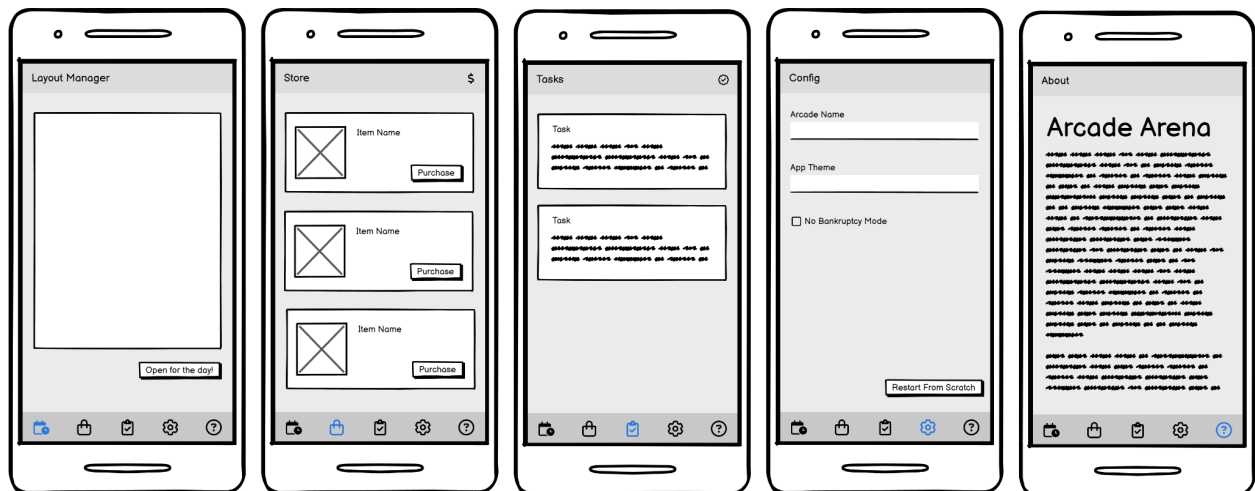 Layout Manager
Open for the day!
Store
$
Item Name
Purchase
Item Name
Purchase
Item Name
Purchase
Tasks
Task
Task
Config
Arcade Name
App Theme
No Bankruptcy Mode
Restart From Scratch
About
Arcade Arena